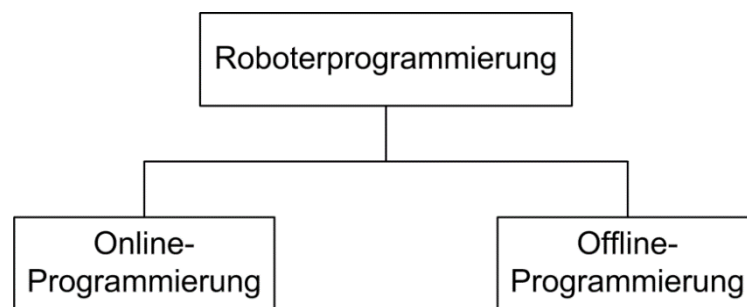 Roboterprogrammierung
Online-
Programmierung
Offline-
Programmierung